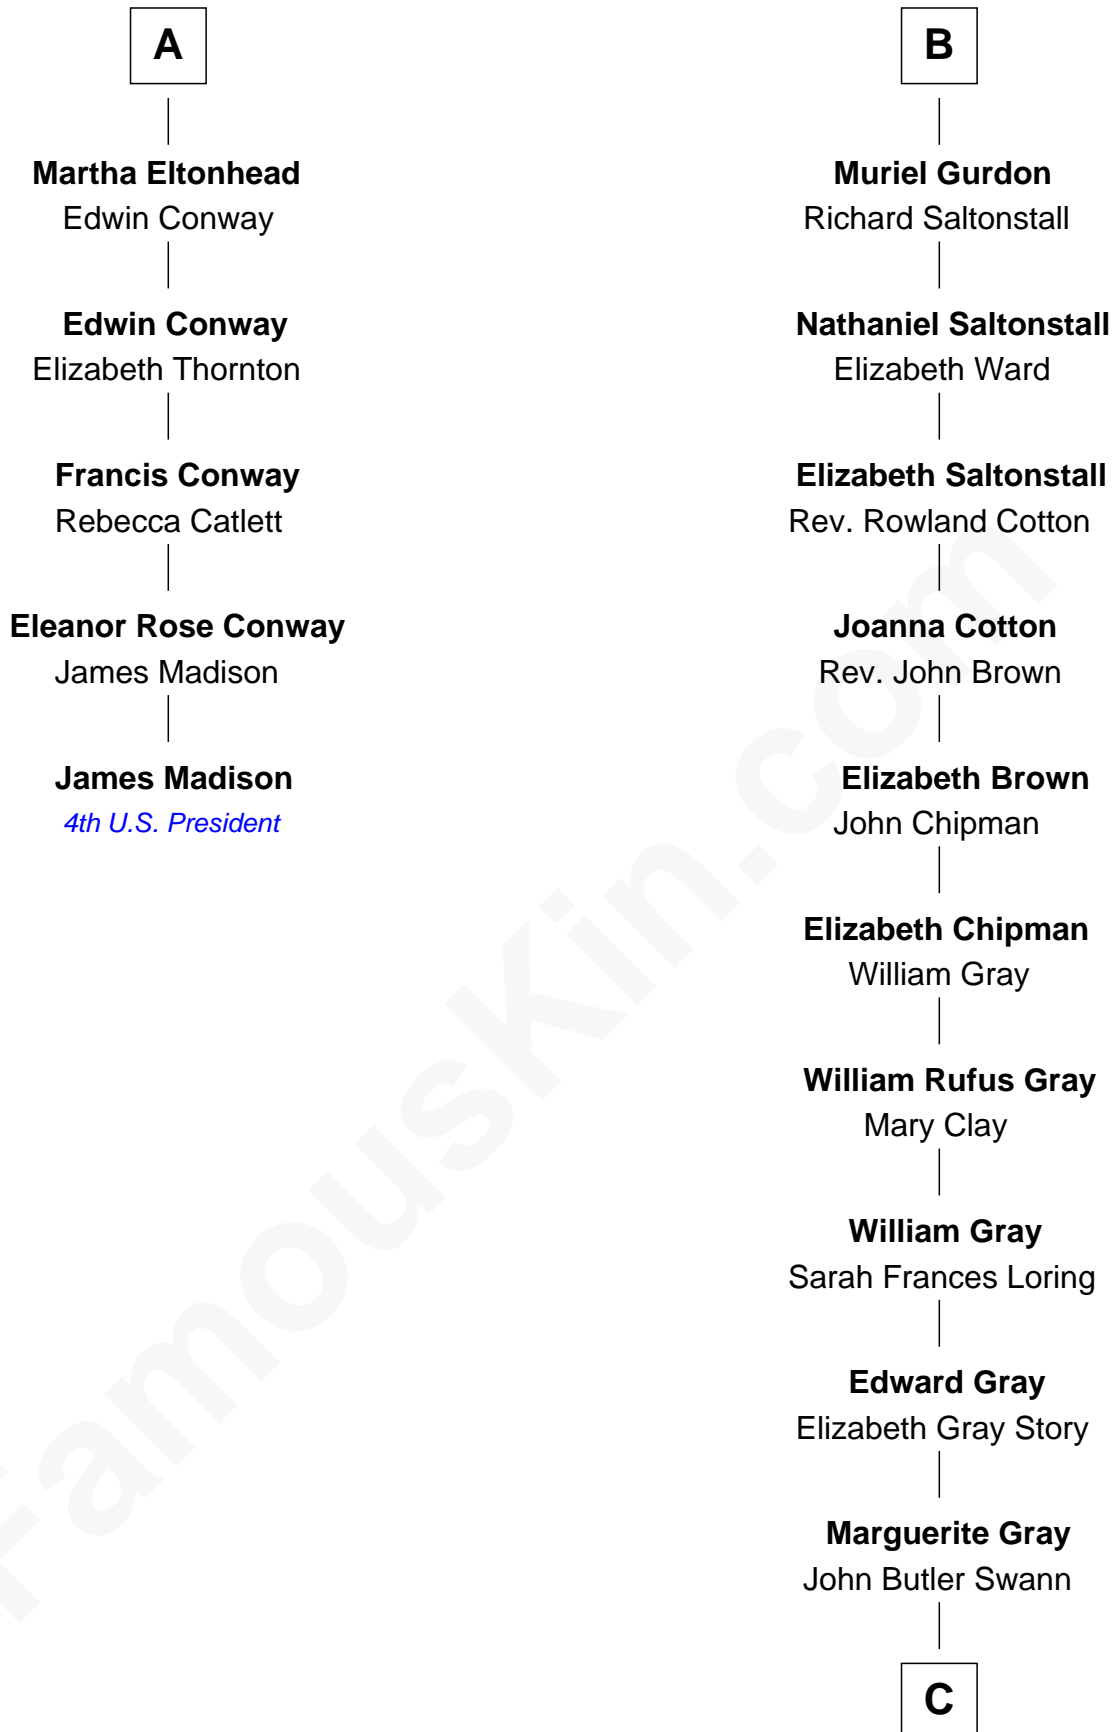 A
Martha Eltonhead
Edwin Conway
Edwin Conway
Elizabeth Thornton
Francis Conway
Rebecca Catlett
Eleanor Rose Conway
James Madison
James Madison
4th U.S. President
B
Muriel Gurdon
Richard Saltonstall
Nathaniel Saltonstall
Elizabeth Ward
Elizabeth Saltonstall
Rev. Rowland Cotton
Joanna Cotton
Rev. John Brown
Elizabeth Brown
John Chipman
Elizabeth Chipman
William Gray
William Rufus Gray
Mary Clay
William Gray
Sarah Frances Loring
Edward Gray
Elizabeth Gray Story
Marguerite Gray
John Butler Swann
C
FamousKin.com